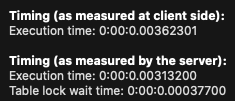 Timing (as measured at client side):
Execution time: 0:00:0.00362301
Timing (as measured by the server):
Execution time: 0:00:0.00313200
Table lock wait time: 0:00:0.00037700